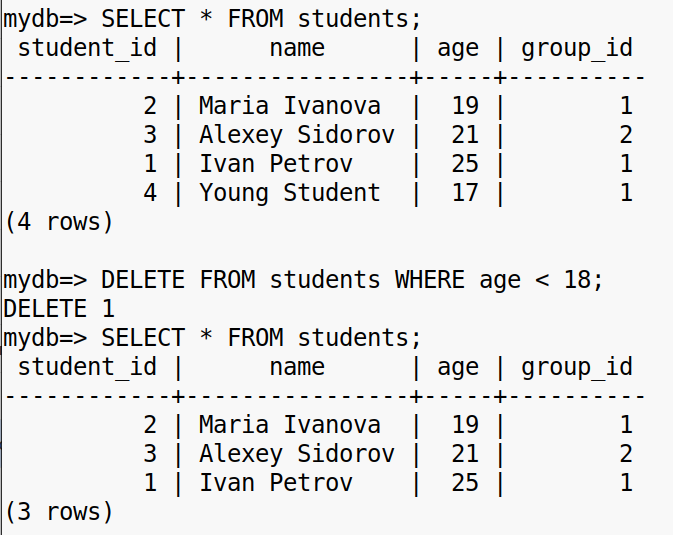 mydb=> SELECT * FROM students;
 student_id |      name      | age | group_id
------------+----------------+-----+----------
          2 | Maria Ivanova  |  19 |        1
          3 | Alexey Sidorov |  21 |        2
          1 | Ivan Petrov    |  25 |        1
          4 | Young Student  |  17 |        1
(4 rows)

mydb=> DELETE FROM students WHERE age < 18;
DELETE 1
mydb=> SELECT * FROM students;
 student_id |      name      | age | group_id
------------+----------------+-----+----------
          2 | Maria Ivanova  |  19 |        1
          3 | Alexey Sidorov |  21 |        2
          1 | Ivan Petrov    |  25 |        1
(3 rows)